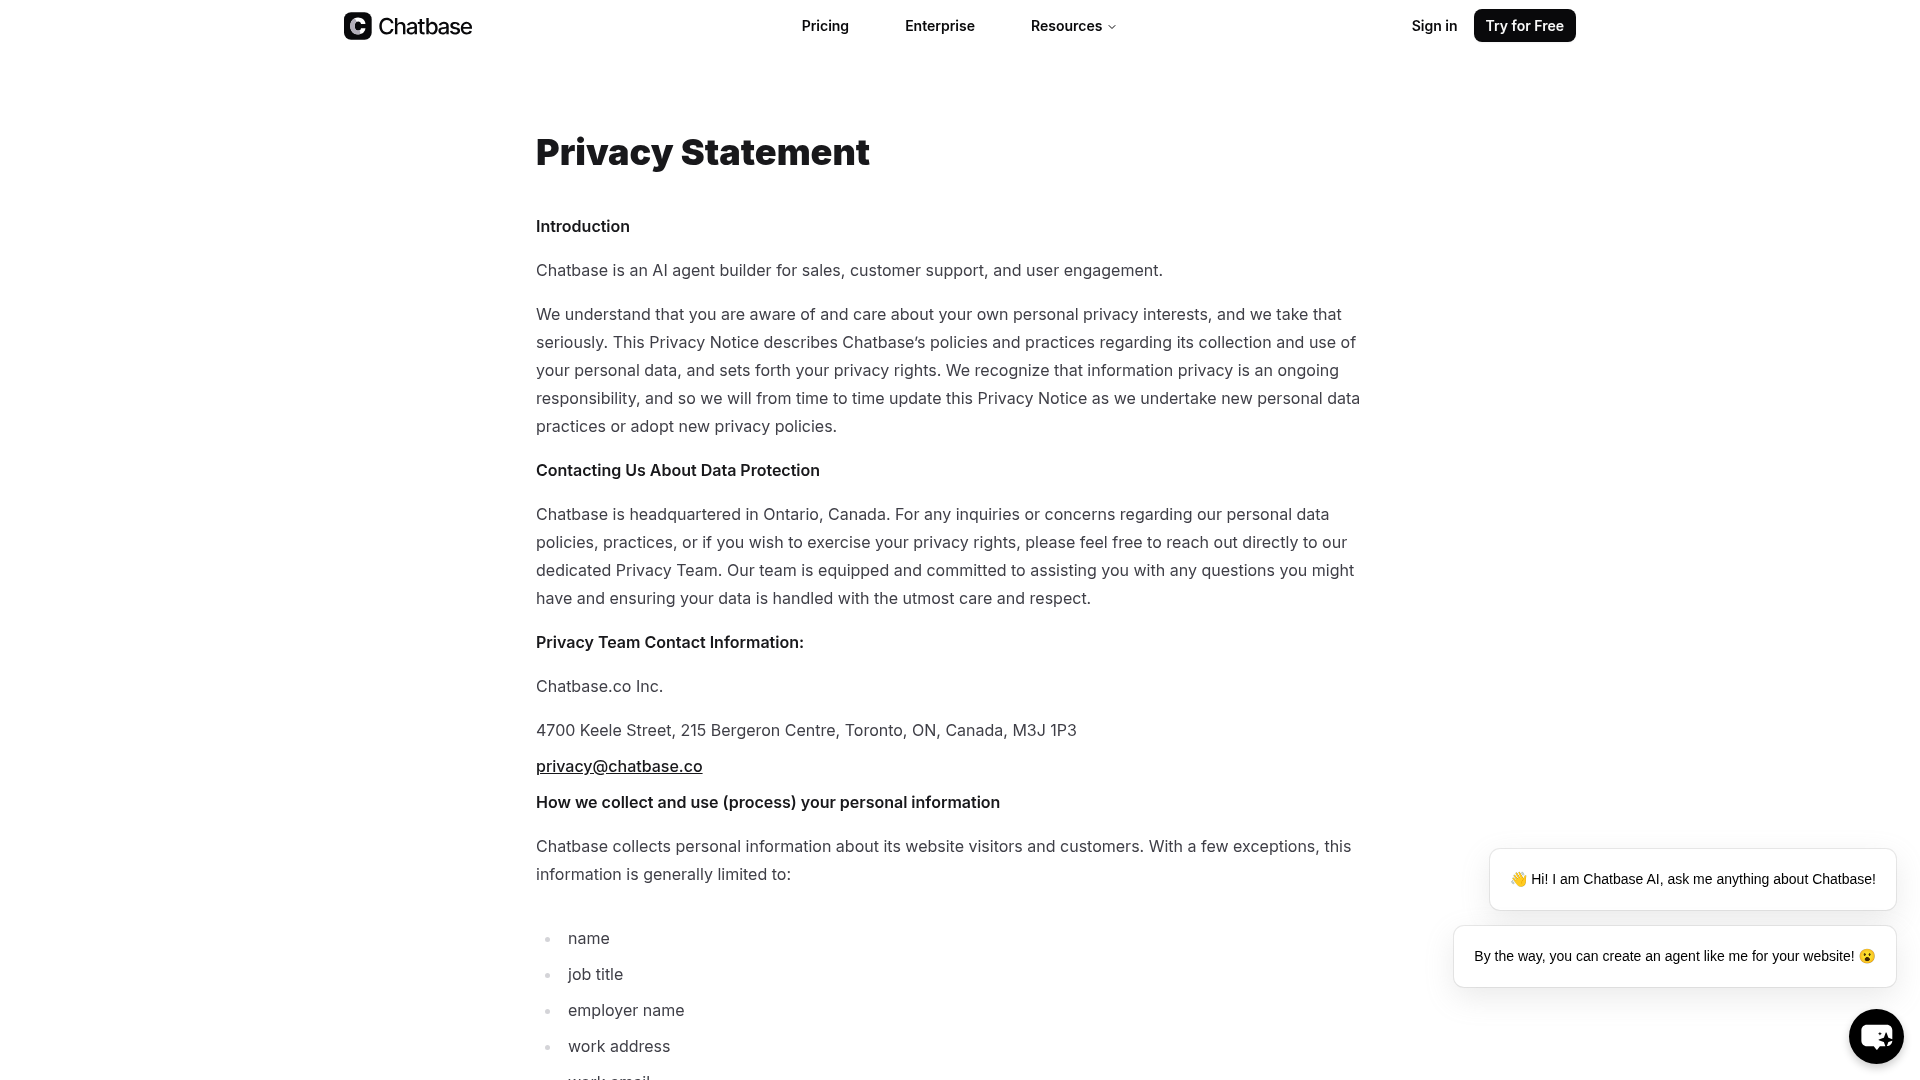 Chatbase
Pricing
Enterprise
Resources
Sign in
Try for Free
Privacy Statement
Introduction
Chatbase is an AI agent builder for sales, customer support, and user engagement.
We understand that you are aware of and care about your own personal privacy interests, and we take that
seriously. This Privacy Notice describes Chatbase’s policies and practices regarding its collection and use of
your personal data, and sets forth your privacy rights. We recognize that information privacy is an ongoing
responsibility, and so we will from time to time update this Privacy Notice as we undertake new personal data
practices or adopt new privacy policies.
Contacting Us About Data Protection
Chatbase is headquartered in Ontario, Canada. For any inquiries or concerns regarding our personal data
policies, practices, or if you wish to exercise your privacy rights, please feel free to reach out directly to our
dedicated Privacy Team. Our team is equipped and committed to assisting you with any questions you might
have and ensuring your data is handled with the utmost care and respect.
Privacy Team Contact Information:
Chatbase.co Inc.
4700 Keele Street, 215 Bergeron Centre, Toronto, ON, Canada, M3J 1P3
privacy@chatbase.co
How we collect and use (process) your personal information
Chatbase collects personal information about its website visitors and customers. With a few exceptions, this
information is generally limited to:
name
job title
employer name
work address
work email
👋 Hi! I am Chatbase AI, ask me anything about Chatbase!
By the way, you can create an agent like me for your website! 😮